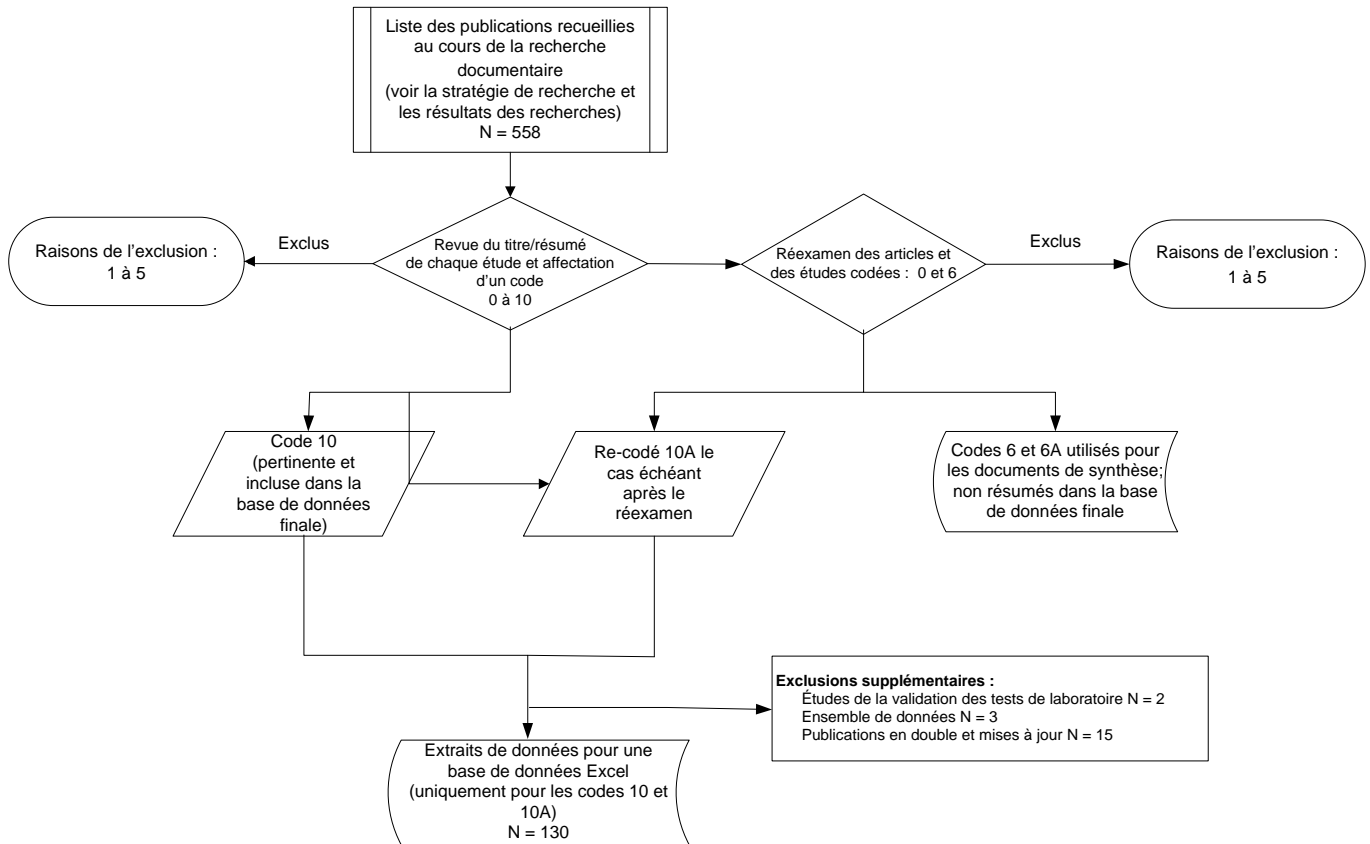 Liste des publications recueillies
au cours de la recherche
documentaire
(voir la stratégie de recherche et
les résultats des recherches)
N = 558
Raisons de l'exclusion :
1 à 5
Exclus
Revue du titre/résumé
de chaque étude et affectation
d'un code
0 à 10
Réexamen des articles et
des études codées : 0 et 6
Exclus
Raisons de l'exclusion :
1 à 5
Code 10
(pertinente et
incluse dans la
base de données
finale)
Re-codé 10A le
cas échéant
après le
réexamen
Codes 6 et 6A utilisés pour
les documents de synthèse;
non résumés dans la base
de données finale
Exclusions supplémentaires :
Études de la validation des tests de laboratoire N = 2
Ensemble de données N = 3
Publications en double et mises à jour N = 15
Extraits de données pour une
base de données Excel
(uniquement pour les codes 10 et
10A)
N = 130